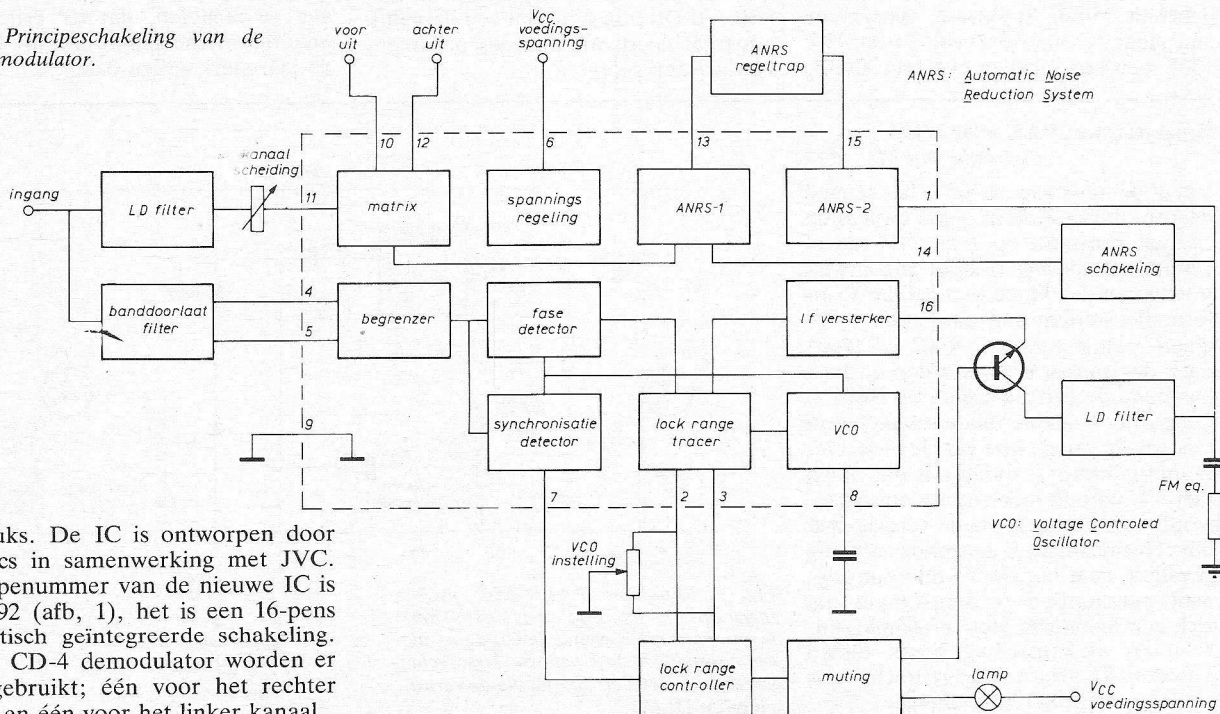 Principeschakeling van de
modulator.
voor
uit
achter
uit
VCC
voedings-
spanning
ANRS
regeltrap
ANRS: Automatic Noise
Reduction System
10
12
6
13
15
ingang
LD filter
kanaal
scheiding
11
matrix
spannings
regeling
ANRS-1
ANRS-2
1
14
ANRS
schakeling
banddoorlaat
filter
4
5
begrenzer
fase
detector
lf versterker
16
9
synchronisatie
detector
lock range
tracer
VCO
LD filter
FM eq.
7
2
3
8
VCO: Voltage Controled
Oscillator
VCO
instelling
lock range
controller
muting
lamp
VCC
voedingsspanning
uks. De IC is ontworpen door
cs in samenwerking met JVC.
penummer van de nieuwe IC is
92 (afb, 1), het is een 16-pens
tisch geïntegreerde schakeling.
CD-4 demodulator worden er
gebruikt; één voor het rechter
en één voor het linker kanaal.